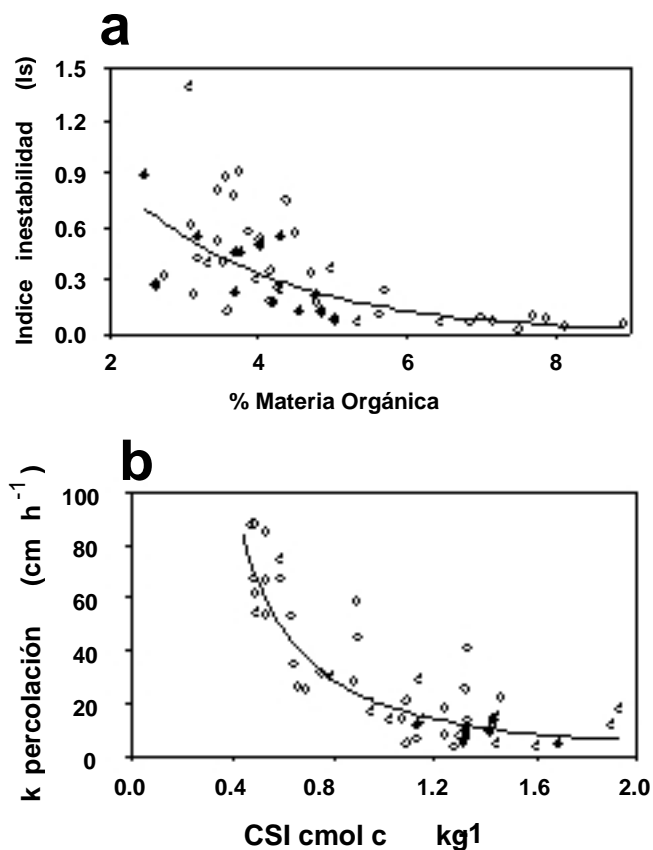 a
Indice inestabilidad (Is)
1.5
1.2
0.9
0.6
0.3
0.0
2 4 6 8
% Materia Orgánica
b
k percolación (cm h-1)
100
80
60
40
20
0
0.0 0.4 0.8 1.2 1.6 2.0
CSI cmol c kg1